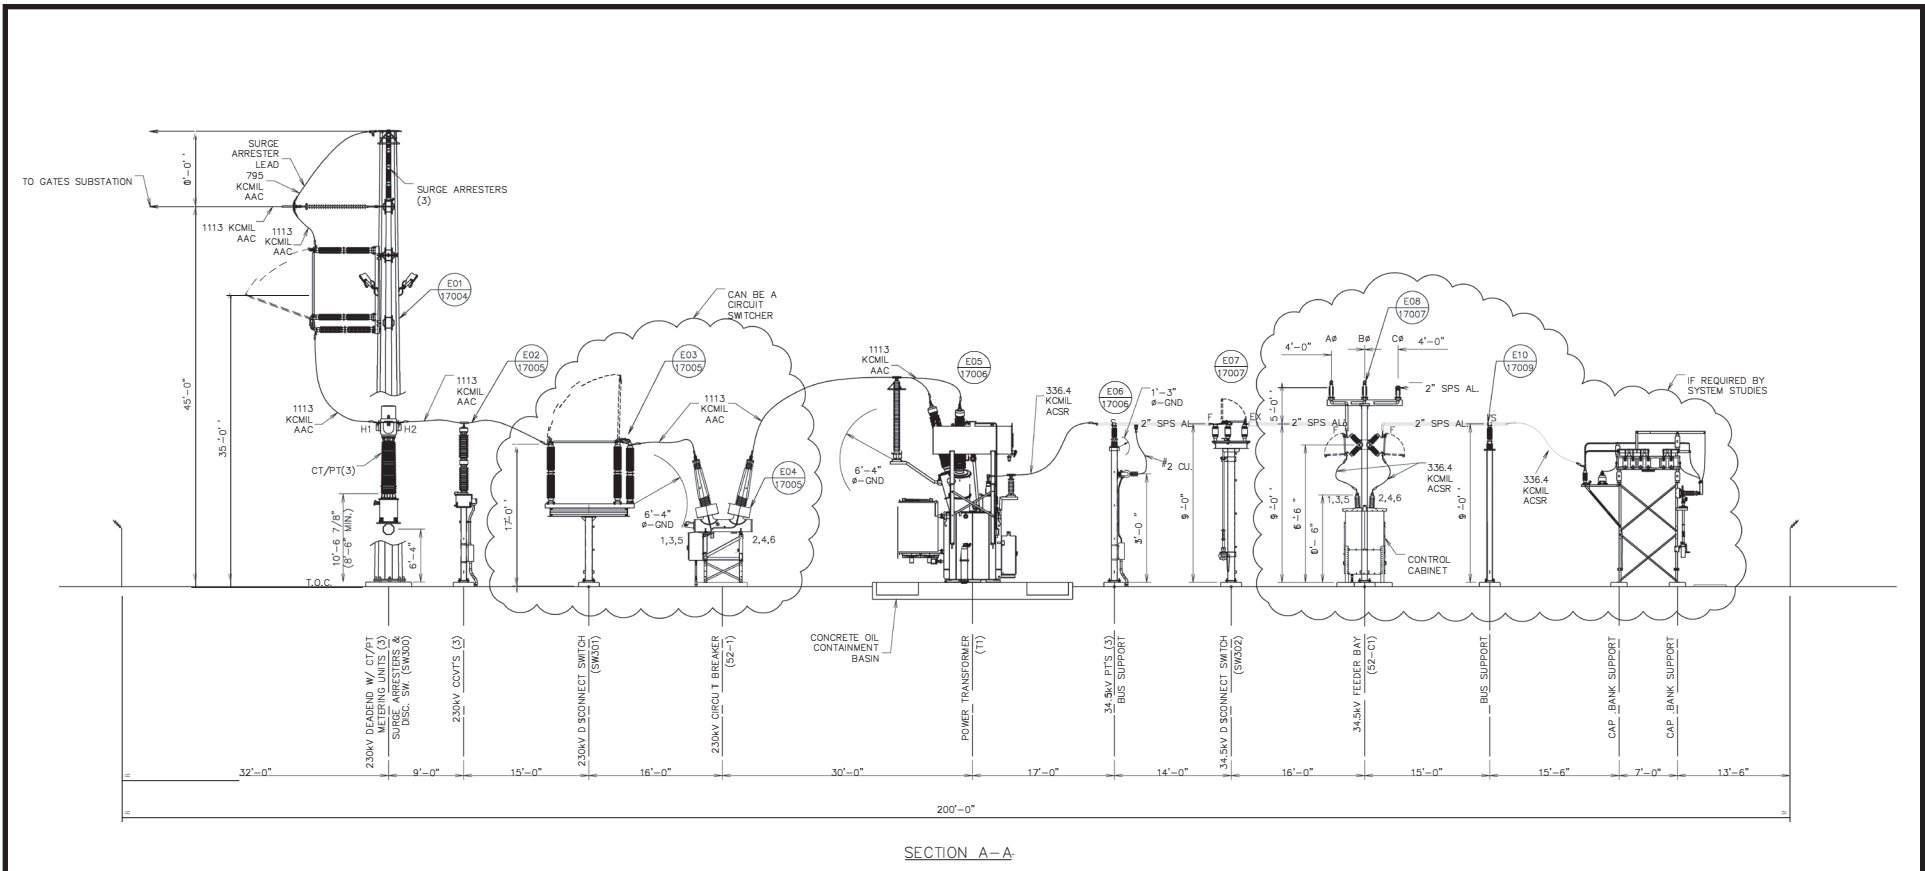 SURGE
ARRESTER
LEAD
795
KCMIL
AAC
0'-0''
TO GATES SUBSTATION
SURGE ARRESTERS
(3)
1113 KCMIL
AAC
1113
KCMIL
AAC
E01
17004
45'-0"
35'-0''
1113
KCMIL
AAC
H1
H2
1113
KCMIL
AAC
E02
17005
CT/PT(3)
10'-6 7/8"
(8'-6" MIN.)
6'-4"
T.O.C.
CAN BE A
CIRCUIT
SWITCHER
E03
17005
1113
KCMIL
AAC
17'-0''
6'-4"
ø-GND
E04
17005
1,3,5
2,4,6
1113
KCMIL
AAC
E05
17006
6'-4"
ø-GND
336.4
KCMIL
ACSR
E06
17006
1'-3"
ø-GND
S
2" SPS AL.
#2 CU.
E07
17007
F
EX
9'-0"
E08
17007
Aø
Bø
Cø
4'-0"
4'-0"
5'-0'
2" SPS AL.
2" SPS AL.
2" SPS AL.
F
F
336.4
KCMIL
ACSR
1,3,5
2,4,6
9'-0"
6'-6"
CONTROL
CABINET
9'-0'
E10
17009
S
336.4
KCMIL
ACSR
IF REQUIRED BY
SYSTEM STUDIES
CONCRETE OIL
CONTAINMENT
BASIN
230kV DEADEND W/ CT/PT
METERING UNITS (3)
SURGE ARRESTERS &
DISC. SW. (SW300)
230kV CCVT'S (3)
230kV D SCONNECT SWITCH
(SW301)
230kV CIRCU T BREAKER
(52-1)
POWER TRANSFORMER
(T1)
34.5kV PT'S (3)
BUS SUPPORT
34.5kV D SCONNECT SWITCH
(SW302)
34.5kV FEEDER BAY
(52-C1)
BUS SUPPORT
CAP .BANK SUPPORT
CAP .BANK SUPPORT
32'-0"
9'-0"
15'-0"
16'-0"
30'-0"
17'-0"
14'-0"
16'-0"
15'-0"
15'-6"
7'-0"
13'-6"
200'-0"
SECTION A-A